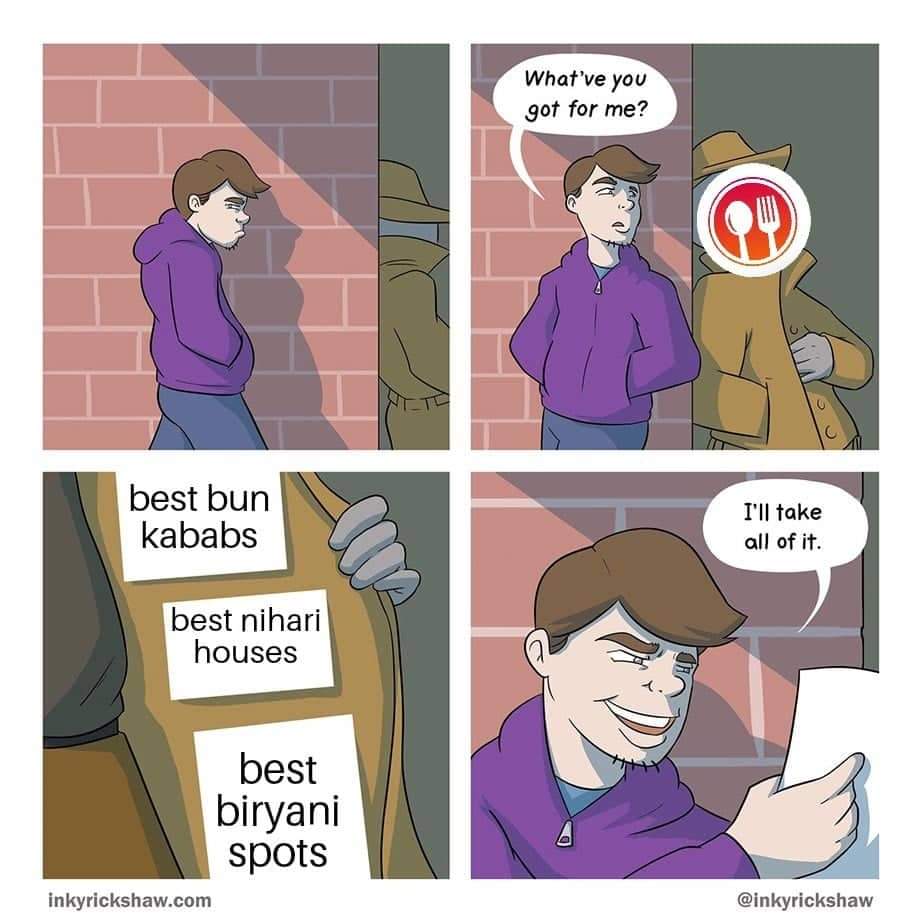 What've you
got for me?
best bun
kababs
best nihari
houses
best
biryani
spots
I'll take
all of it.
inkyrickshaw.com
@inkyrickshaw